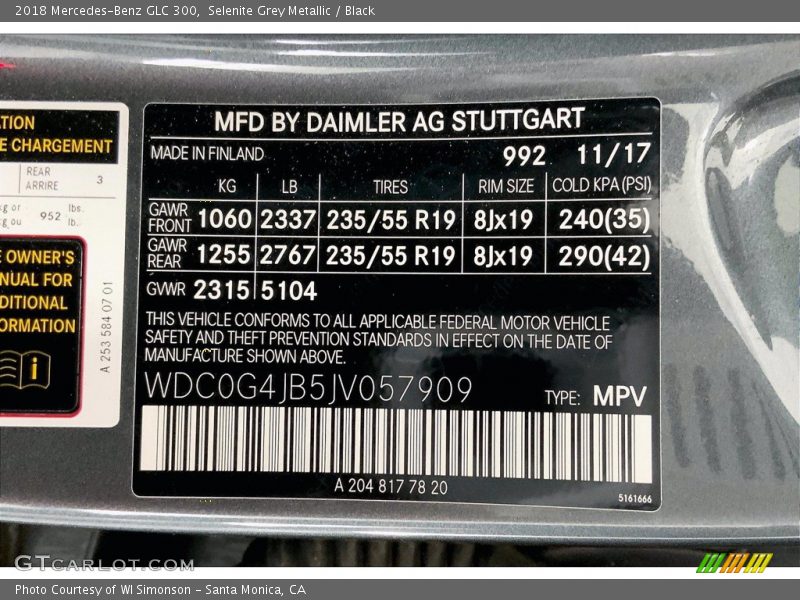 2018 Mercedes-Benz GLC 300, Selenite Grey Metallic / Black
TION
E CHARGEMENT
REAR
ARRIRE
3
kg or
kg ou
952
lbs.
lb.
E OWNER'S
NUAL FOR
DITIONAL
ORMATION
i
A 253 584 07 01
MFD BY DAIMLER AG STUTTGART
MADE IN FINLAND 992 11/17
KG LB TIRES RIM SIZE COLD KPA (PSI)
GAWR FRONT 1060 2337 235/55 R19 8Jx19 240(35)
GAWR REAR 1255 2767 235/55 R19 8Jx19 290(42)
GWR 2315 5104
THIS VEHICLE CONFORMS TO ALL APPLICABLE FEDERAL MOTOR VEHICLE
SAFETY AND THEFT PREVENTION STANDARDS IN EFFECT ON THE DATE OF
MANUFACTURE SHOWN ABOVE.
WDC0G4JB5JV057909 TYPE: MPV
A 204 817 78 20
5161666
GTCARLOT.COM
Photo Courtesy of WI Simonson - Santa Monica, CA